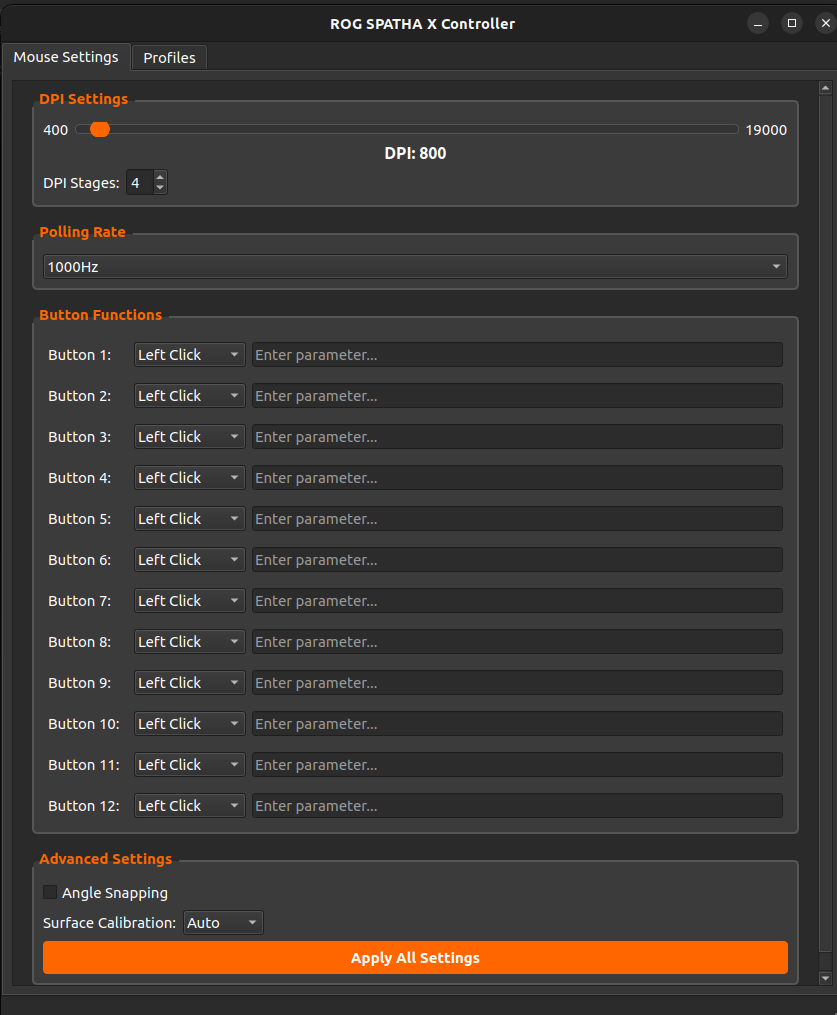 ROG SPATHA X Controller
Mouse Settings Profiles
DPI Settings
400 19000
DPI: 800
DPI Stages: 4
Polling Rate
1000Hz
Button Functions
Button 1: Left Click Enter parameter...
Button 2: Left Click Enter parameter...
Button 3: Left Click Enter parameter...
Button 4: Left Click Enter parameter...
Button 5: Left Click Enter parameter...
Button 6: Left Click Enter parameter...
Button 7: Left Click Enter parameter...
Button 8: Left Click Enter parameter...
Button 9: Left Click Enter parameter...
Button 10: Left Click Enter parameter...
Button 11: Left Click Enter parameter...
Button 12: Left Click Enter parameter...
Advanced Settings
Angle Snapping
Surface Calibration: Auto
Apply All Settings